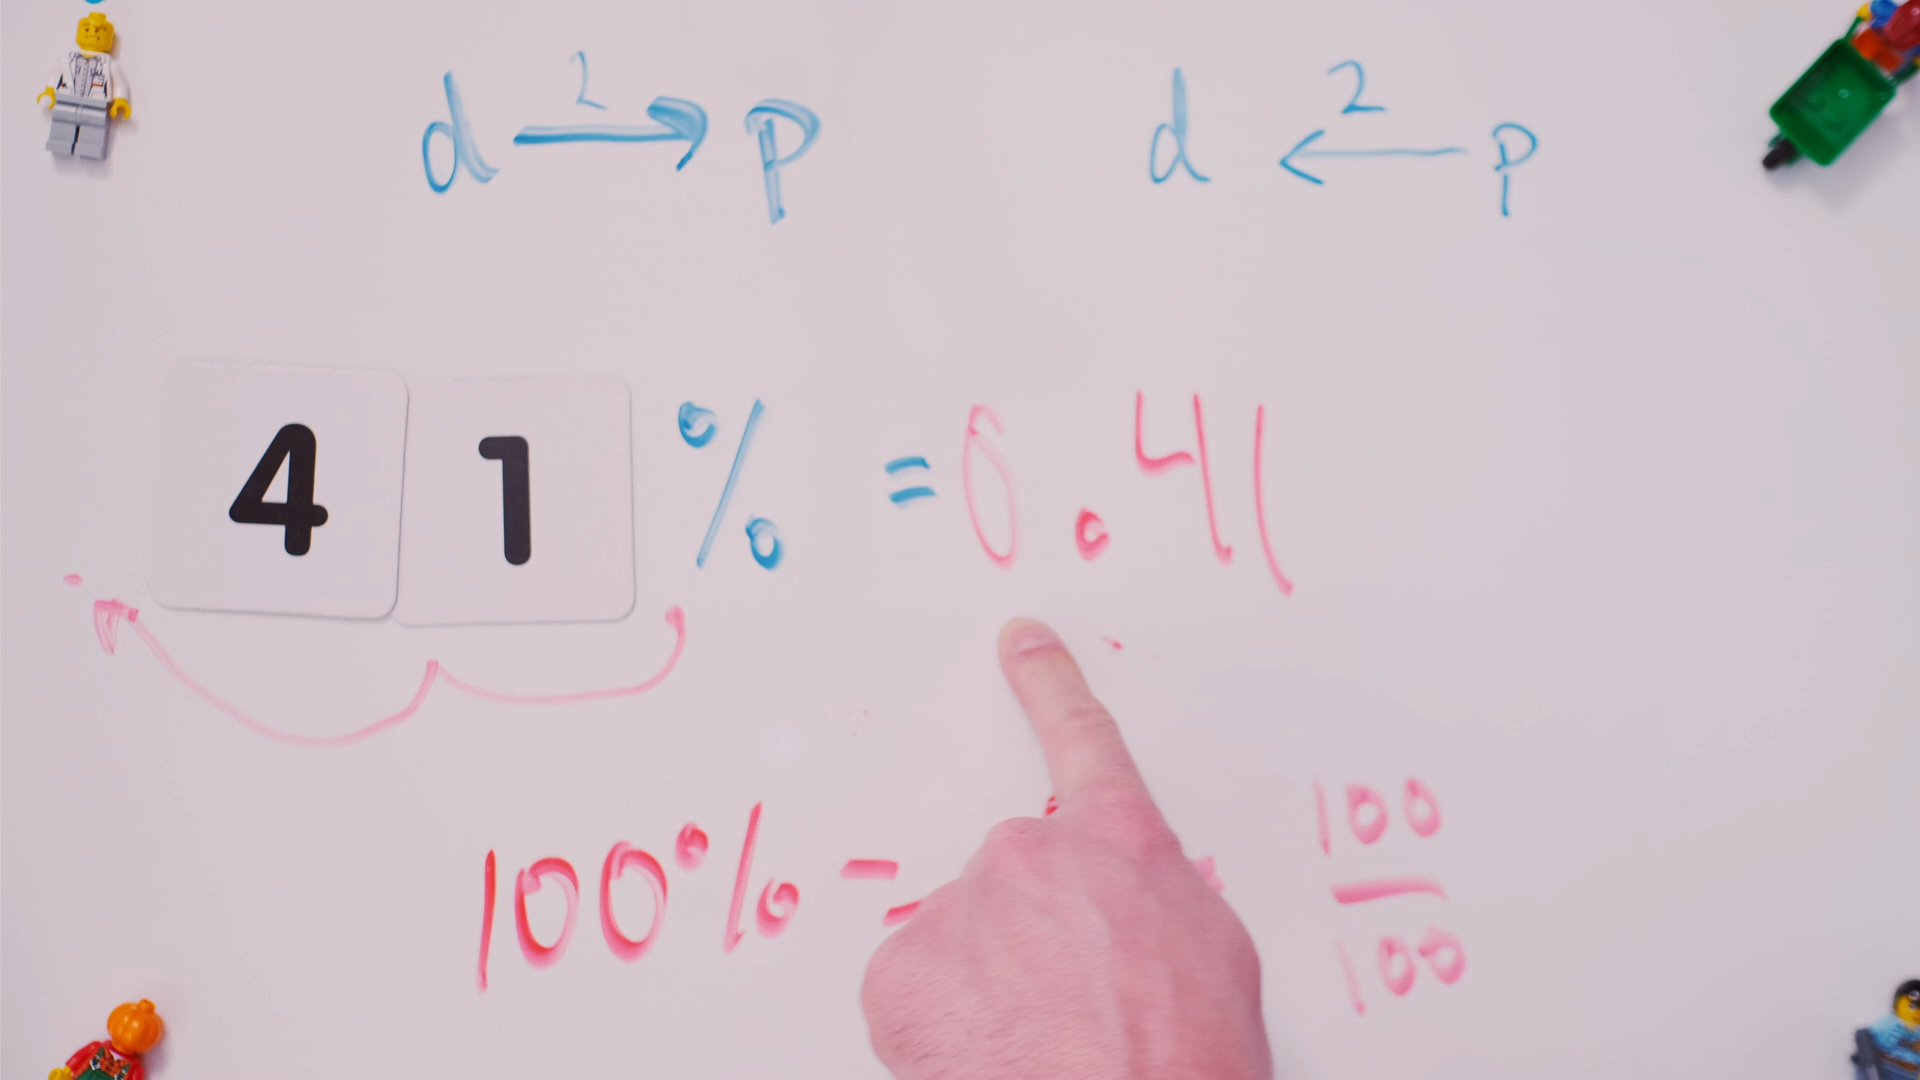 d 2→ p d ←2 p
41% = 0.41
100% = = 100/100